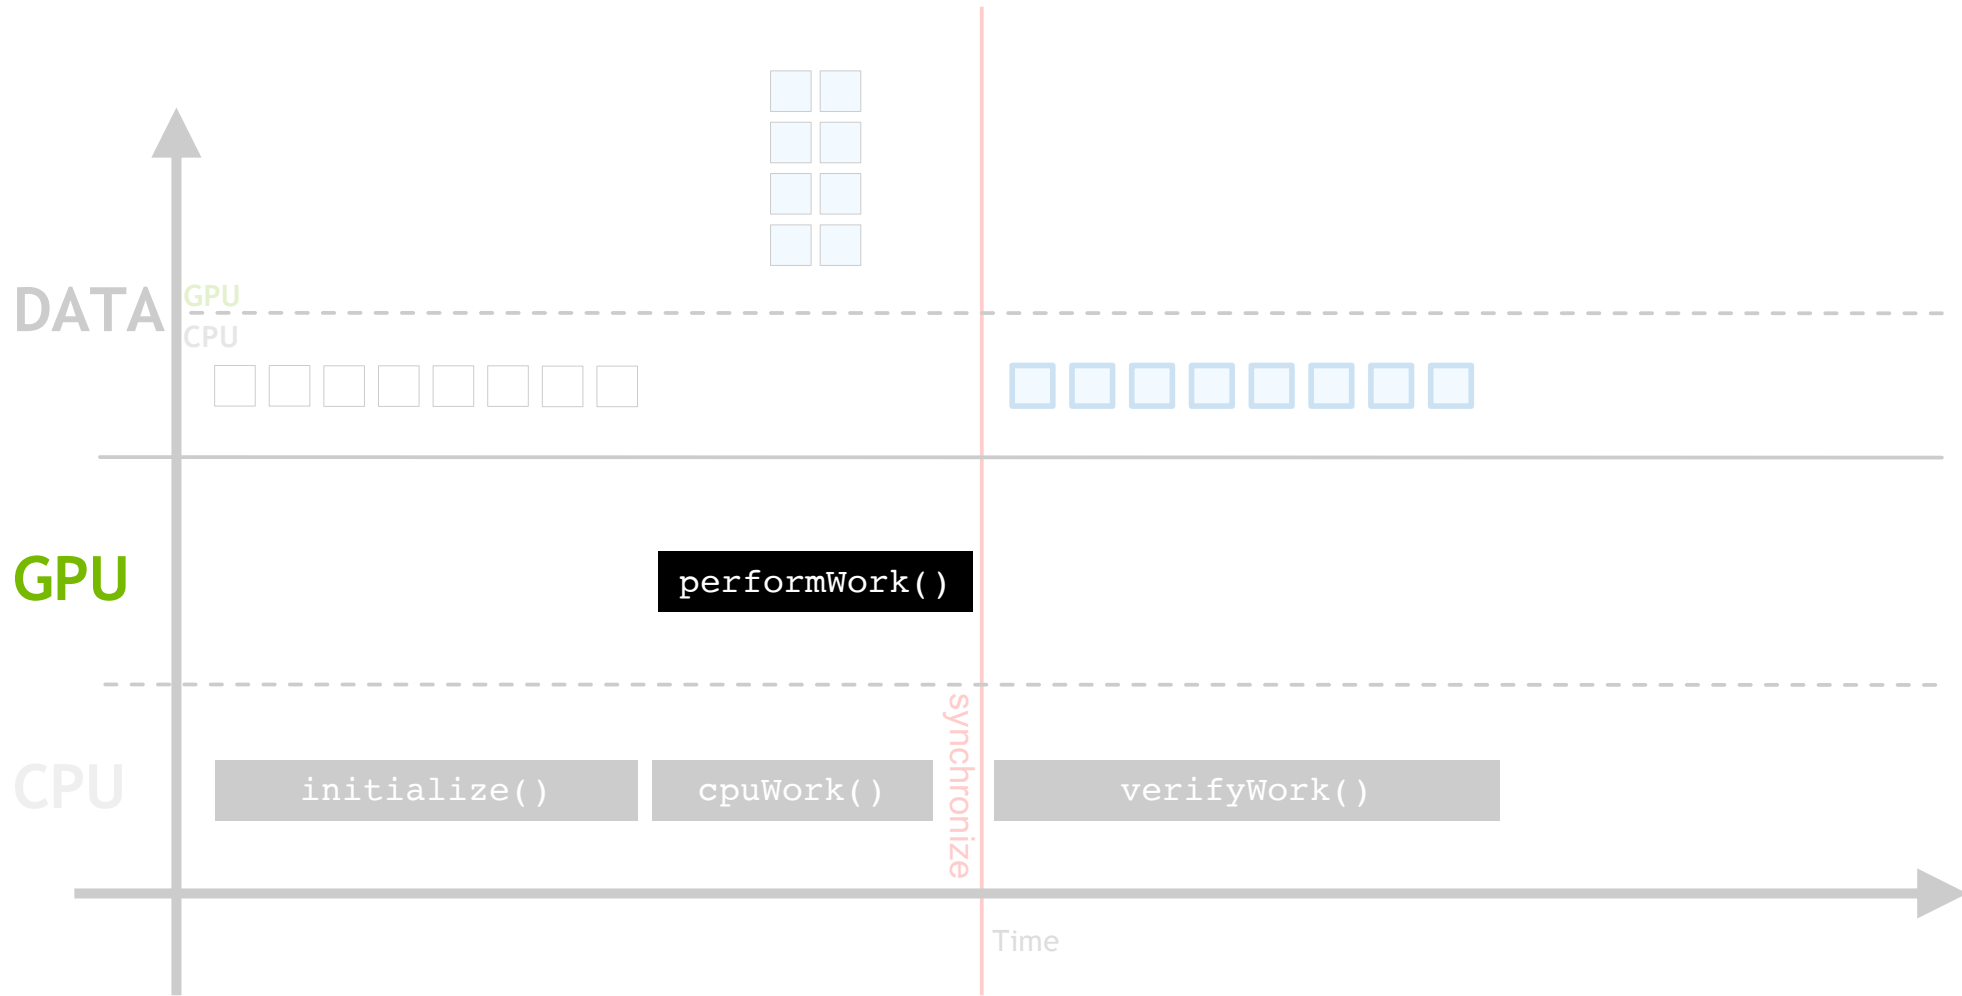 DATA
GPU
CPU
GPU
performWork()
synchronize
CPU
initialize()
cpuWork()
verifyWork()
Time